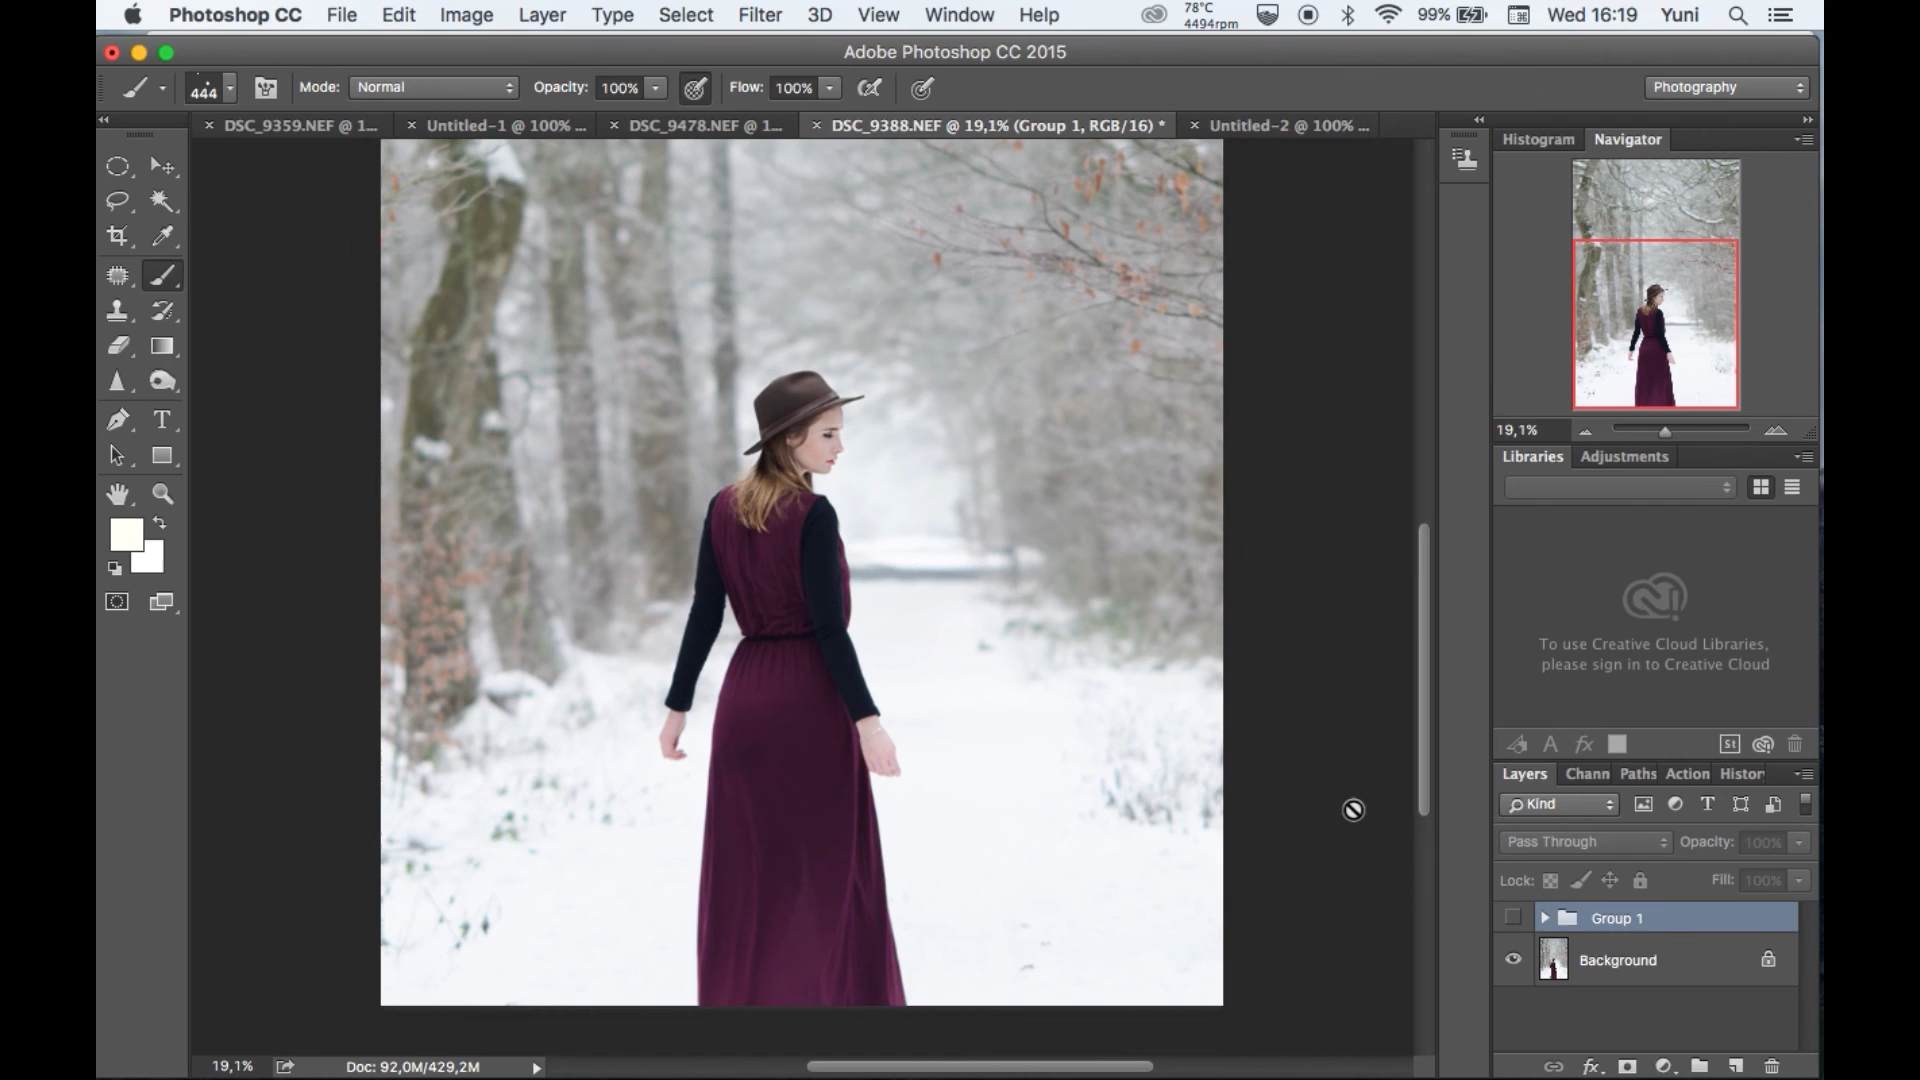 Photoshop CC File Edit Image Layer Type Select Filter 3D View Window Help 78°C 4494rpm 99% Wed 16:19 Yuni
Adobe Photoshop CC 2015
444 Mode: Normal Opacity: 100% Flow: 100% Photography
DSC_9359.NEF @ 1... Untitled-1 @ 100% ... DSC_9478.NEF @ 1... DSC_9388.NEF @ 19,1% (Group 1, RGB/16) * Untitled-2 @ 100% ...
Histogram Navigator
19,1%
Libraries Adjustments
To use Creative Cloud Libraries,
please sign in to Creative Cloud
St
Layers Chann Paths Action Histor
Kind
Pass Through Opacity: 100%
Lock: Fill: 100%
Group 1
Background
19,1% Doc: 92,0M/429,2M